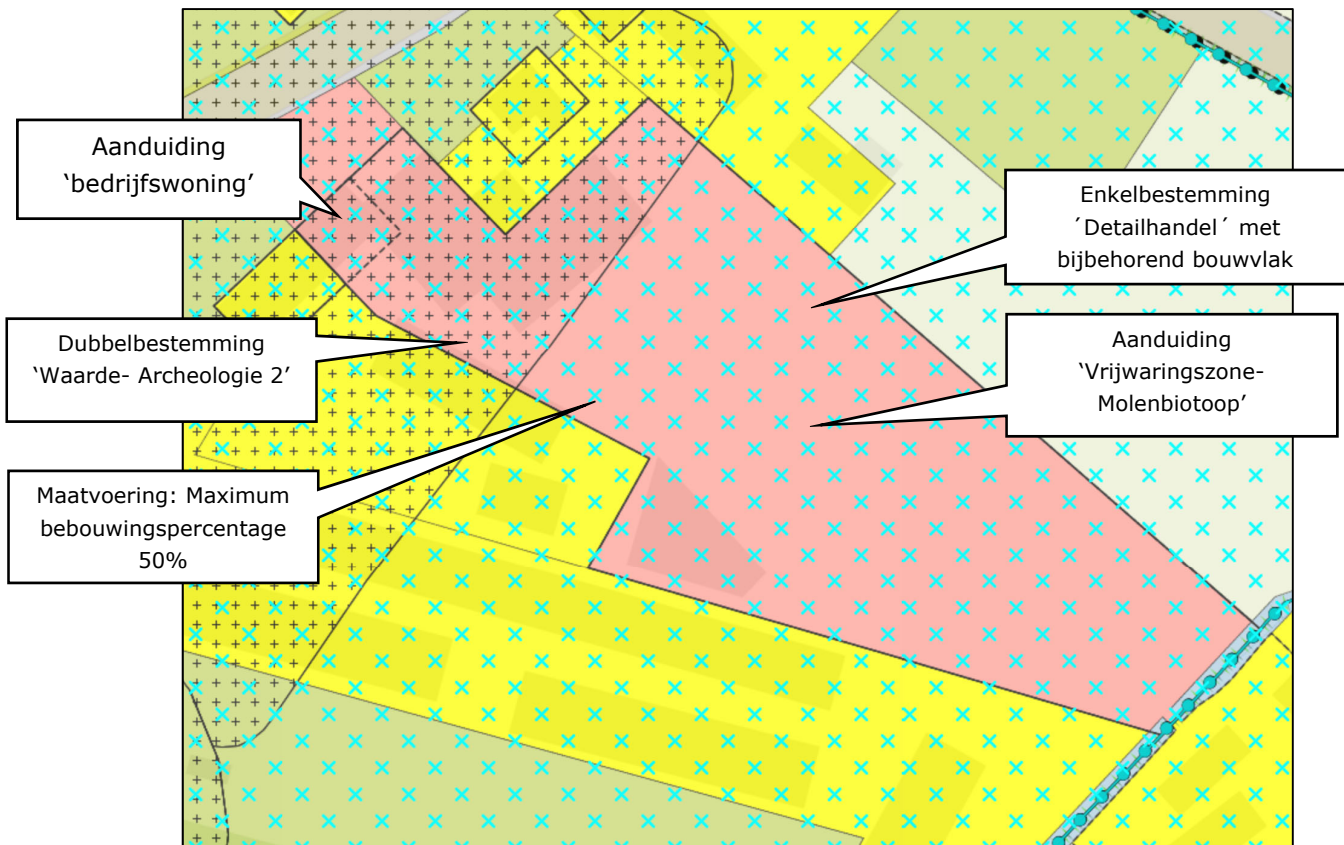 Aanduiding
‘bedrijfswoning’
Dubbelbestemming
‘Waarde- Archeologie 2’
Maatvoering: Maximum
bebouwingspercentage
50%
Enkelbestemming
´Detailhandel´ met
bijbehorend bouwvlak
Aanduiding
‘Vrijwaringszone-
Molenbiotoop’